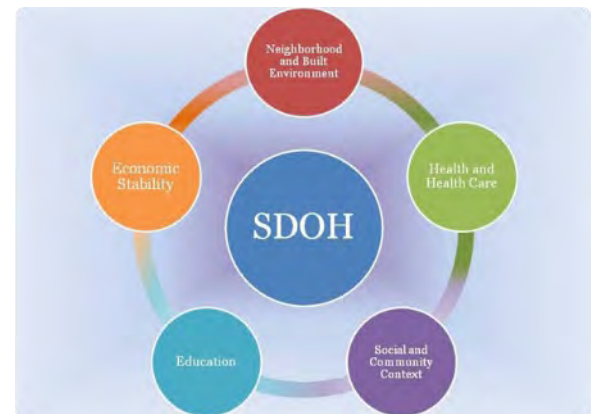 Neighborhood
and Built
Environment
Economic
Stability
Health and
Health Care
SDOH
Education
Social and
Community
Context